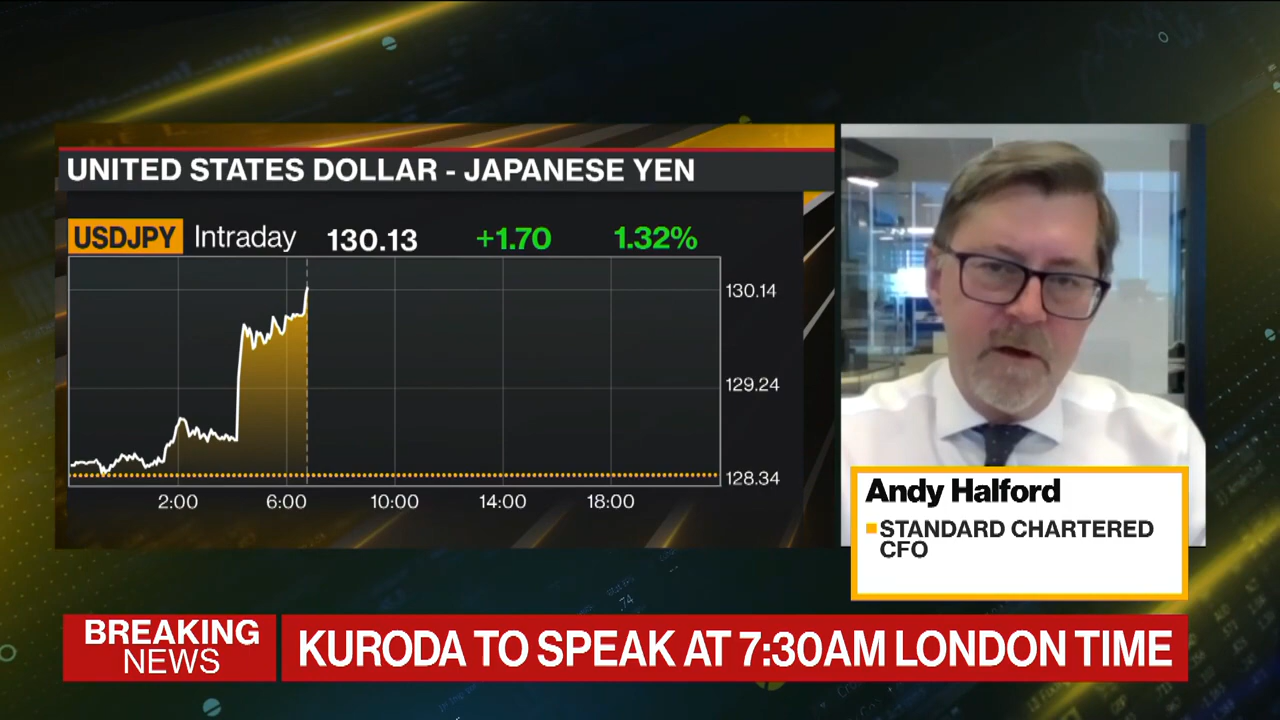 UNITED STATES DOLLAR - JAPANESE YEN
USDJPY Intraday 130.13 +1.70 1.32%
130.14
129.24
128.34
2:00 6:00 10:00 14:00 18:00
Andy Halford
STANDARD CHARTERED
CFO
.74
BREAKING
NEWS
KURODA TO SPEAK AT 7:30AM LONDON TIME